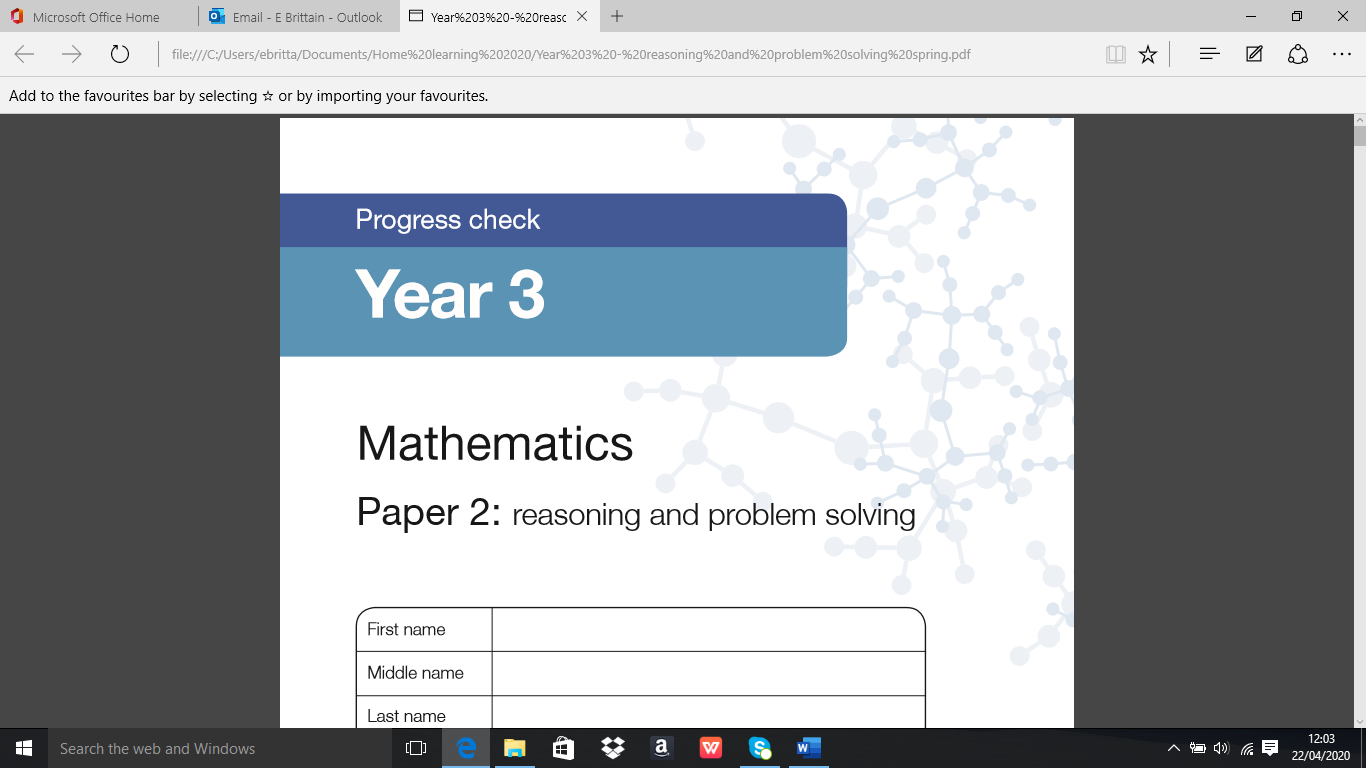 Microsoft Office Home
Email - E Brittain - Outlook
Year%203%20-%20reasc
file:///C:/Users/ebritta/Documents/Home%20learning%202020/Year%203%20-%20reasoning%20and%20problem%20solving%20spring.pdf
Add to the favourites bar by selecting ☆ or by importing your favourites.
Progress check
Year 3
Mathematics
Paper 2: reasoning and problem solving
First name
Middle name
Last name
Search the web and Windows
12:03
22/04/2020